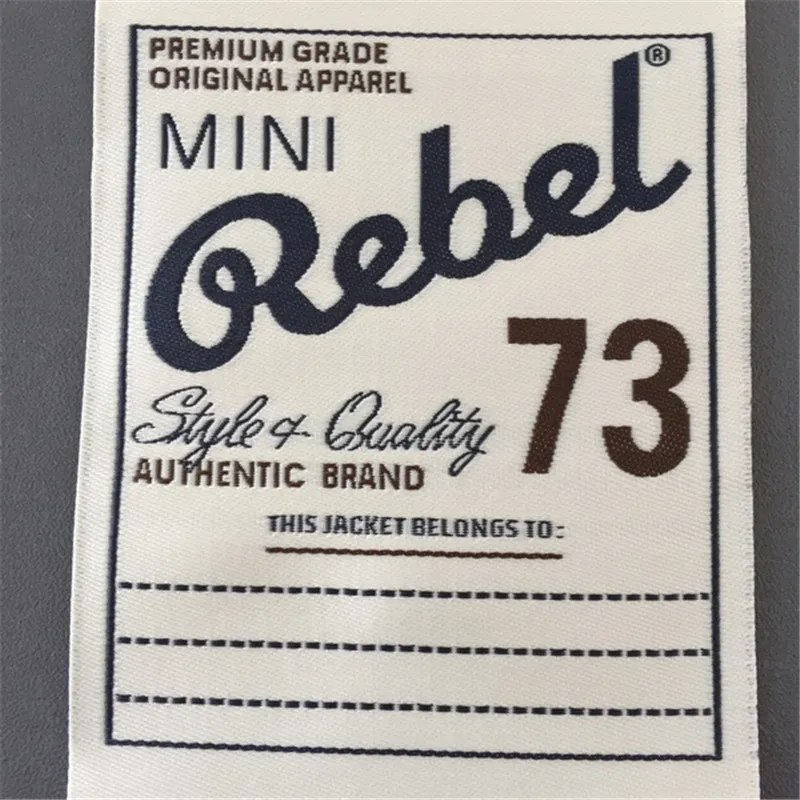 PREMIUM GRADE
ORIGINAL APPAREL
MINI
Rebel®
73
Style & Quality
AUTHENTIC BRAND
THIS JACKET BELONGS TO: